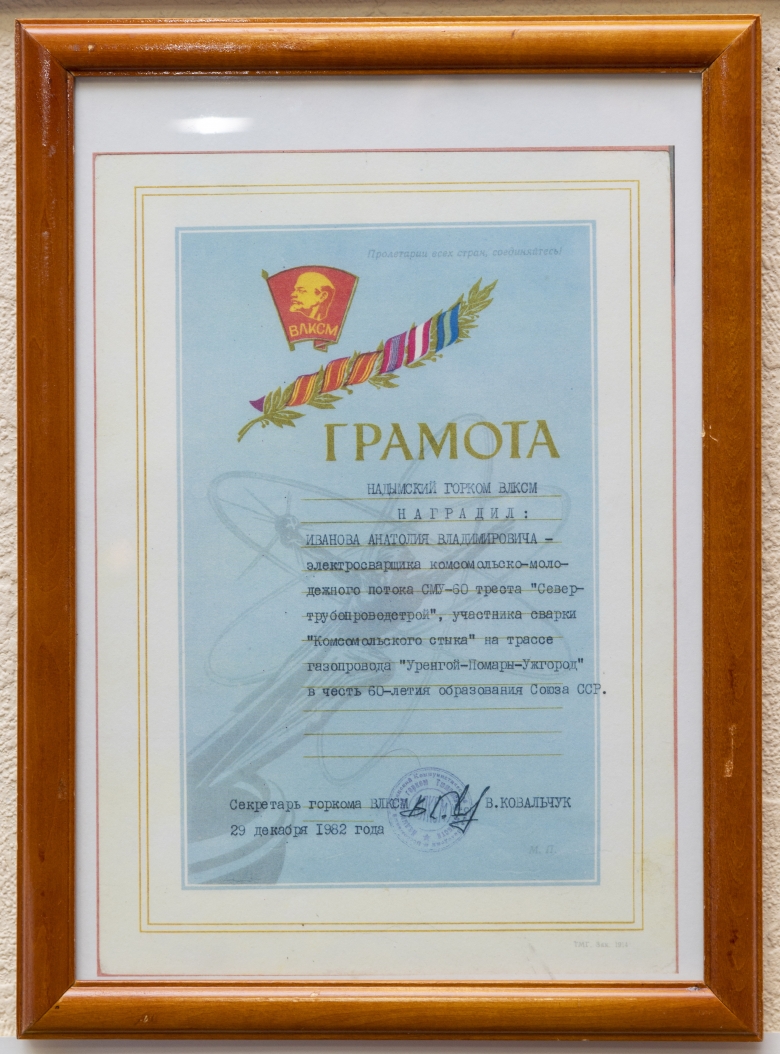 Пролетарии всех стран, соединяйтесь!
ВЛКСМ
ГРАМОТА
НАДЫМСКИЙ ГОРКОМ ВЛКСМ
НАГРАДИЛ:
ИВАНОВА АНАТОЛИЯ ВЛАДИМИРОВИЧА -
электросварщика комсомольско-моло-
дежного потока СМУ-60 треста "Север-
трубопроводстрой", участника сварки
"Комсомольского стыка" на трассе
газопровода "Уренгой-Помары-Ужгород"
в честь 60-летия образования Союза ССР.
Секретарь горкома ВЛКСМ В.КОВАЛЬЧУК
29 декабря 1982 года
М. П.